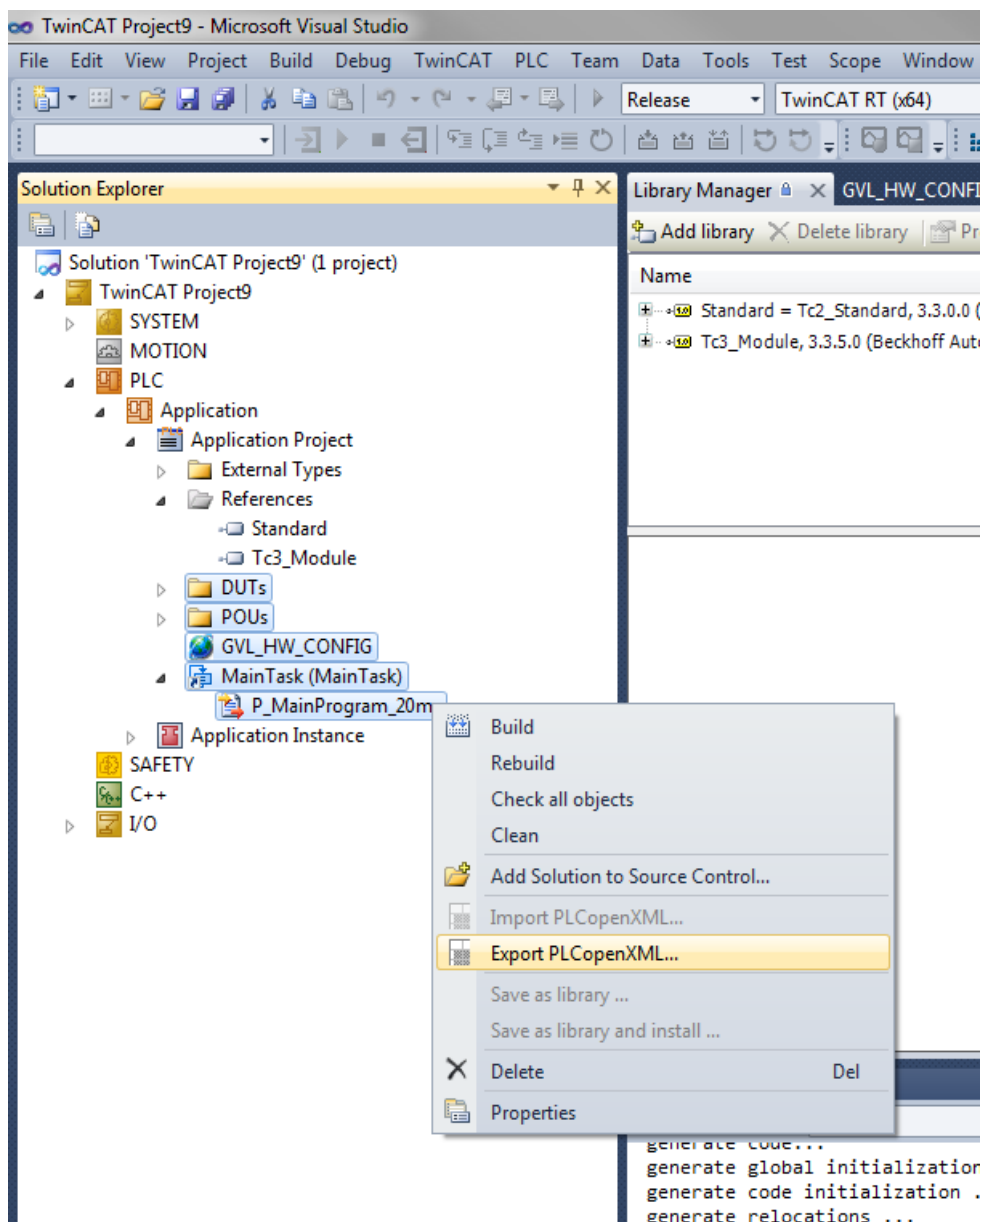 TwinCAT Project9 - Microsoft Visual Studio
File Edit View Project Build Debug TwinCAT PLC Team Data Tools Test Scope Window
Release TwinCAT RT (x64)
Solution Explorer
Library Manager GVL_HW_CONFI
Add library Delete library Pr
Solution 'TwinCAT Project9' (1 project)
Name
TwinCAT Project9
Standard = Tc2_Standard, 3.3.0.0 (
SYSTEM
Tc3_Module, 3.3.5.0 (Beckhoff Aut
MOTION
PLC
Application
Application Project
External Types
References
Standard
Tc3_Module
DUTs
POUs
GVL_HW_CONFIG
MainTask (MainTask)
P_MainProgram_20m
Application Instance
SAFETY
C++
I/O
Build
Rebuild
Check all objects
Clean
Add Solution to Source Control...
Import PLCopenXML...
Export PLCopenXML...
Save as library ...
Save as library and install ...
Delete Del
Properties
generate code...
generate global initialization
generate code initialization .
generate relocations ...